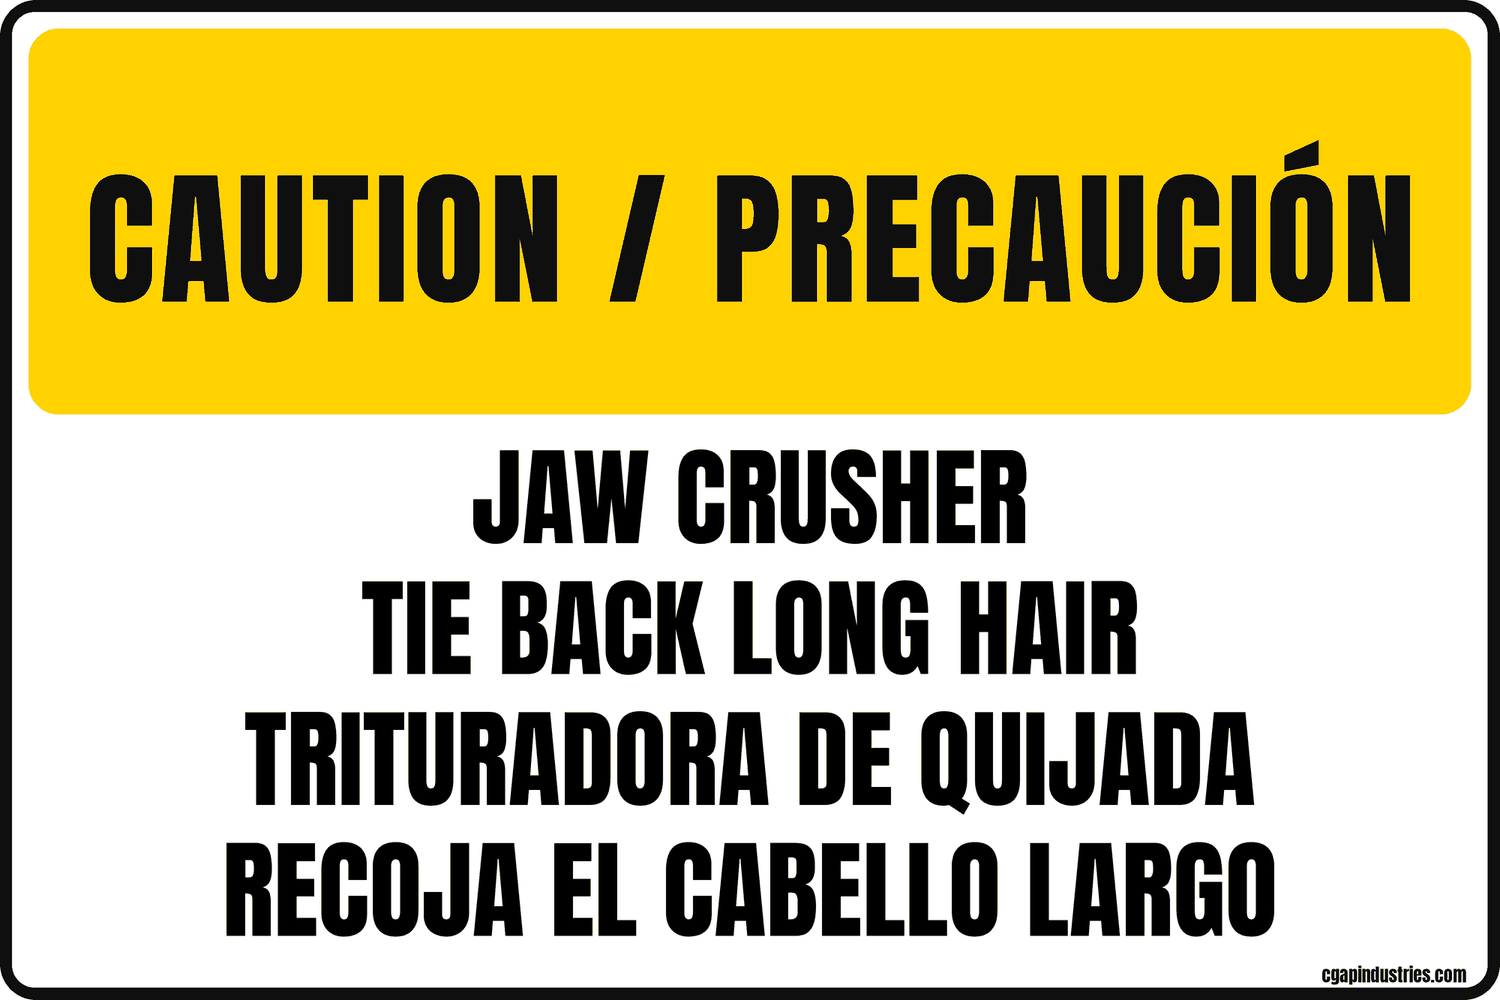 CAUTION / PRECAUCIÓN
JAW CRUSHER
TIE BACK LONG HAIR
TRITURADORA DE QUIJADA
RECOJA EL CABELLO LARGO
cgapindustries.com